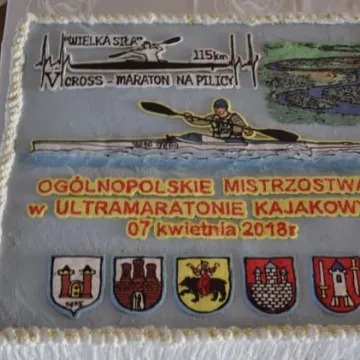 "WIELKA SIŁA"
115km
CROSS - MARATON NA PILICY
OGÓLNOPOLSKIE MISTRZOSTWA
w ULTRAMARATONIE KAJAKOWY
07 kwietnia 2018r